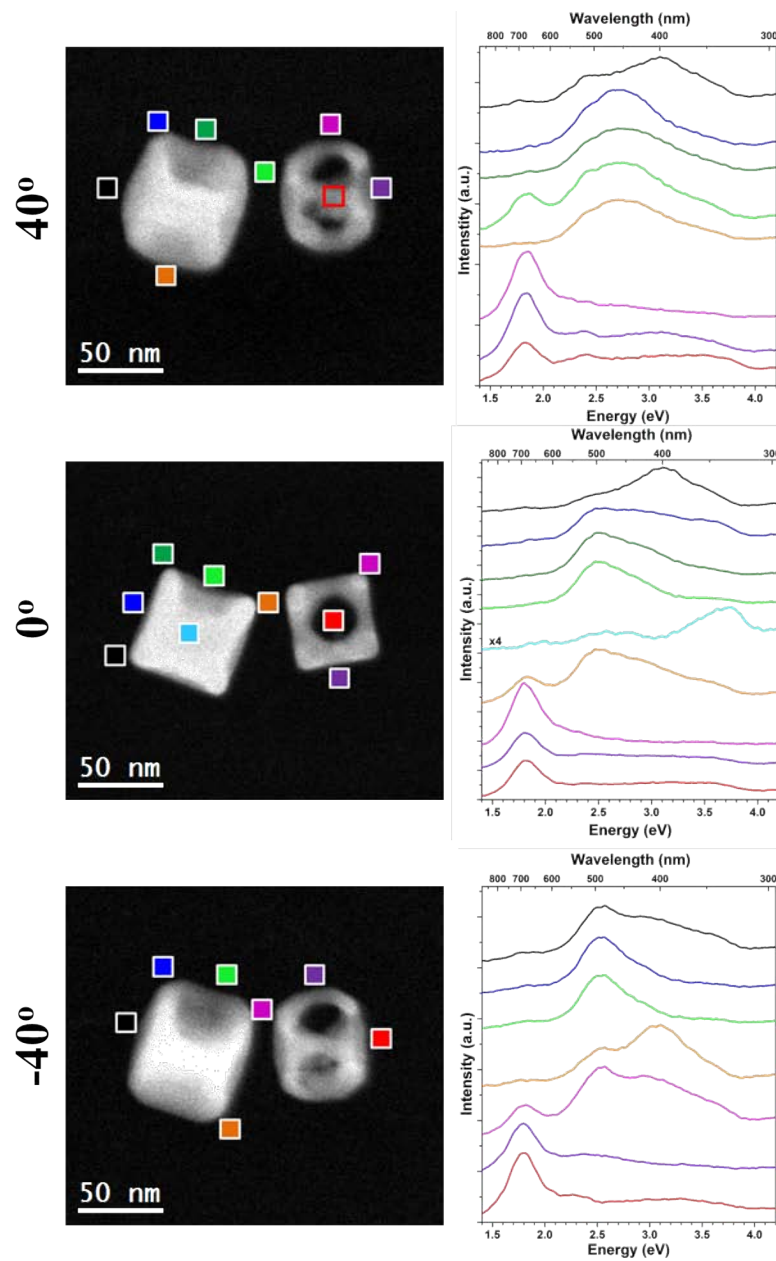 Wavelength (nm)
800 700 600 500 400 300
40º
50 nm
Intenstity (a.u.)
1.5 2.0 2.5 3.0 3.5 4.0
Energy (eV)
Wavelength (nm)
800 700 600 500 400 300
0º
50 nm
Intensity (a.u.)
x4
1.5 2.0 2.5 3.0 3.5 4.0
Energy (eV)
Wavelength (nm)
800 700 600 500 400 300
-40º
50 nm
Intensity (a.u.)
1.5 2.0 2.5 3.0 3.5 4.0
Energy (eV)